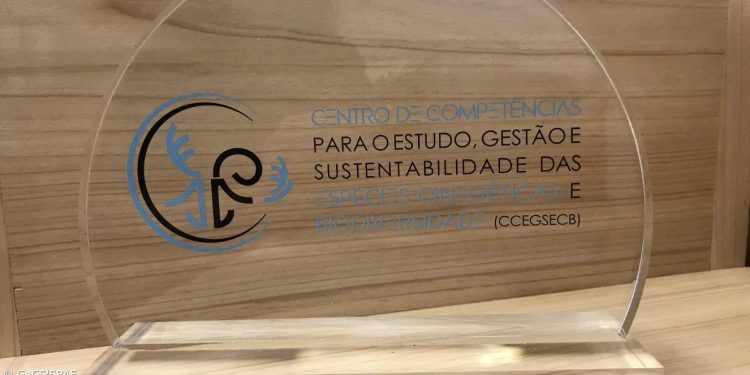 CENTRO DE COMPETÊNCIAS
PARA O ESTUDO, GESTÃO E
SUSTENTABILIDADE DAS
ESPÉCIES CINEGÉTICAS E
BIODIVERSIDADE (CCEGSECB)